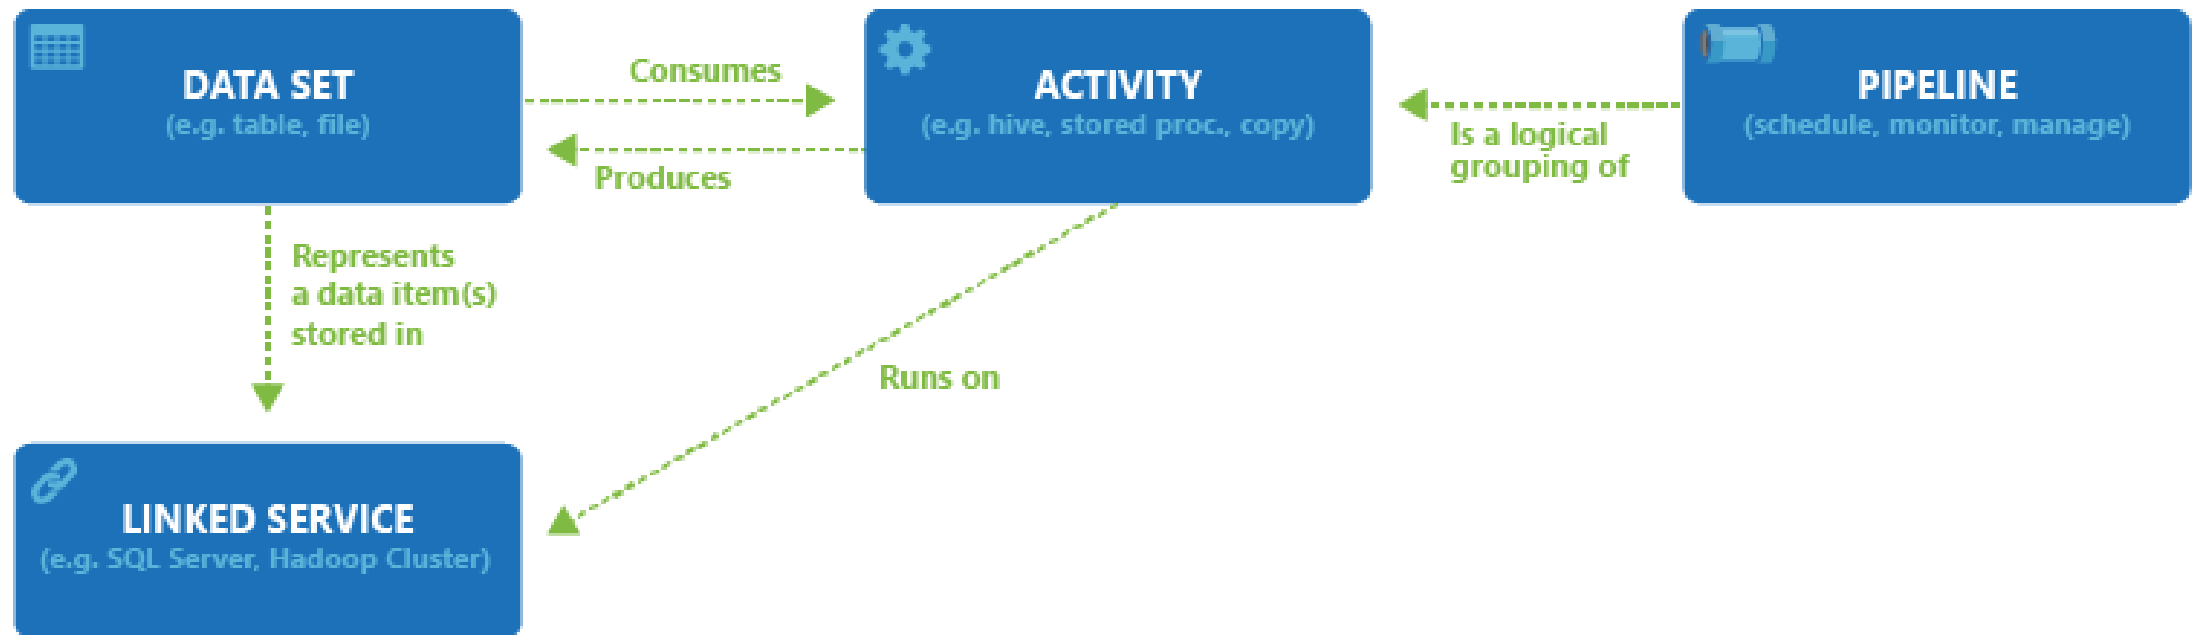 DATA SET
(e.g. table, file)
Consumes
Produces
ACTIVITY
(e.g. hive, stored proc., copy)
Is a logical
grouping of
PIPELINE
(schedule, monitor, manage)
Represents
a data item(s)
stored in
Runs on
LINKED SERVICE
(e.g. SQL Server, Hadoop Cluster)